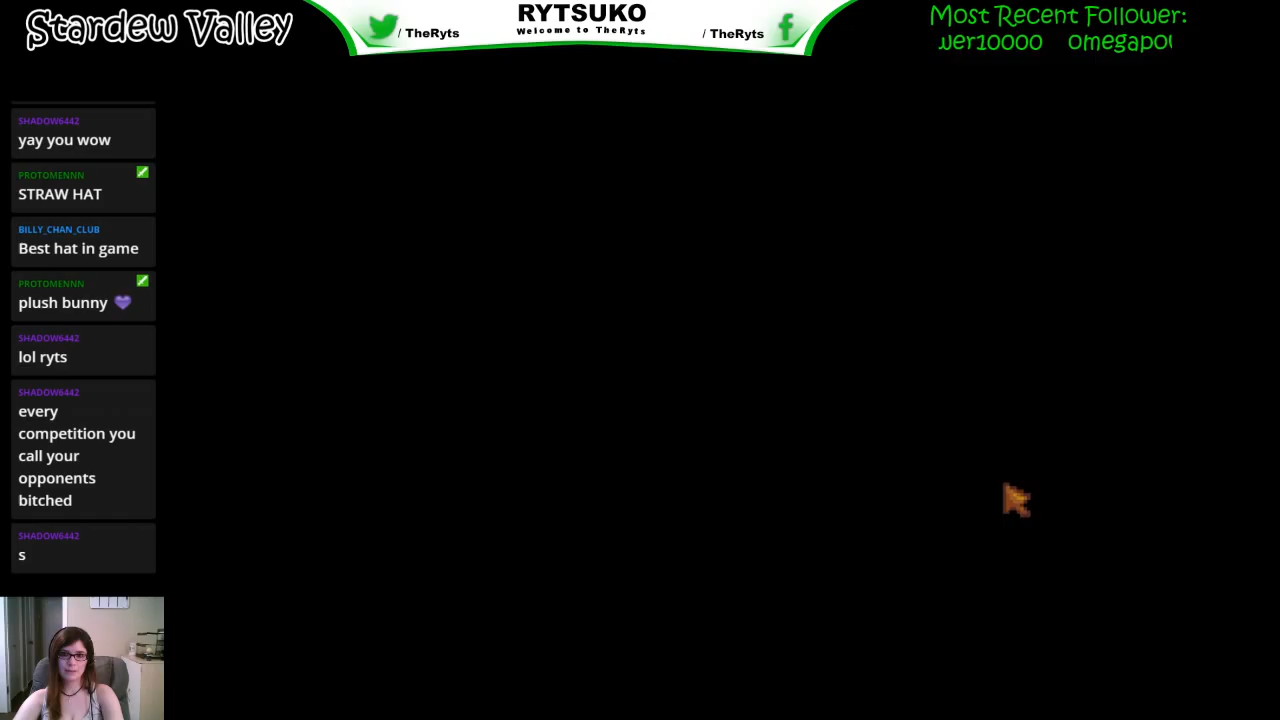 Stardew Valley
RYTSUKO
Welcome to TheRyts
/ TheRyts
/ TheRyts
Most Recent Follower:
SHADOW6442
yay you wow
PROTOMENNN
STRAW HAT
BILLY_CHAN_CLUB
Best hat in game
PROTOMENNN
plush bunny
SHADOW6442
lol ryts
SHADOW6442
every
competition you
call your
opponents
bitched
SHADOW6442
s